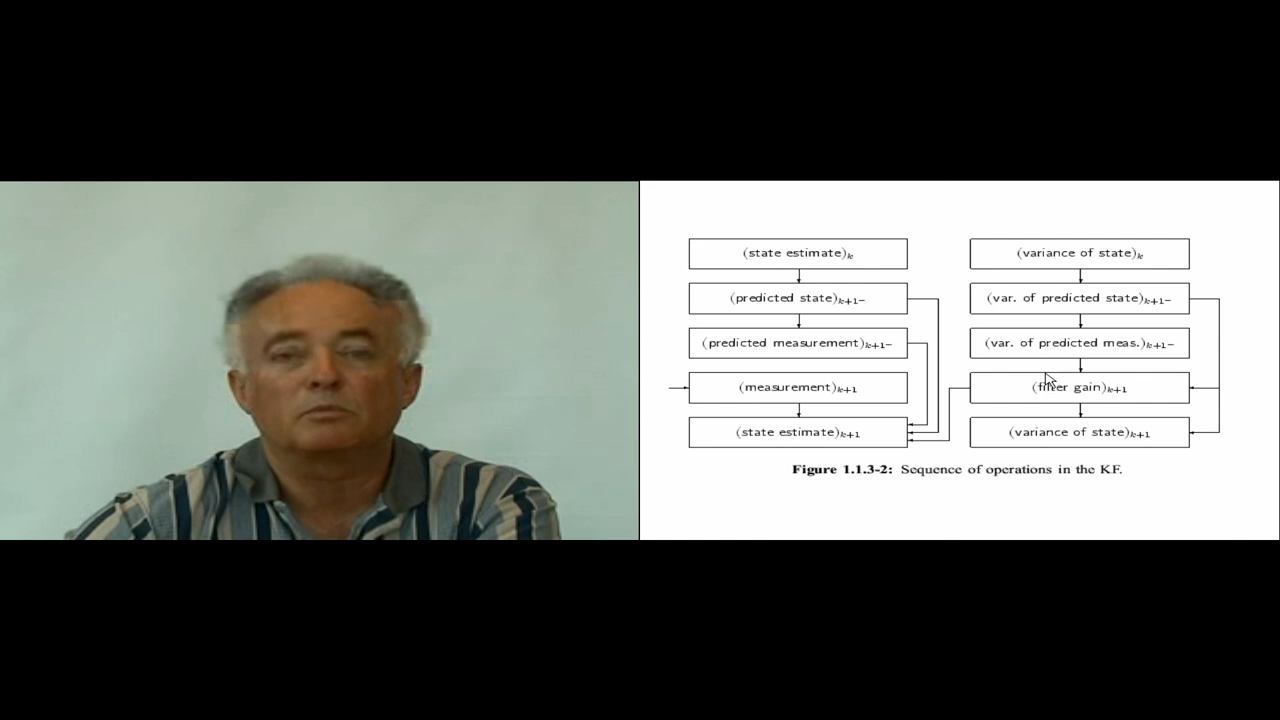 (state estimate)ₖ
(predicted state)ₖ₊₁₋
(predicted measurement)ₖ₊₁₋
(measurement)ₖ₊₁
(state estimate)ₖ₊₁
(variance of state)ₖ
(var. of predicted state)ₖ₊₁₋
(var. of predicted meas.)ₖ₊₁₋
(filter gain)ₖ₊₁
(variance of state)ₖ₊₁
Figure 1.1.3-2: Sequence of operations in the KF.